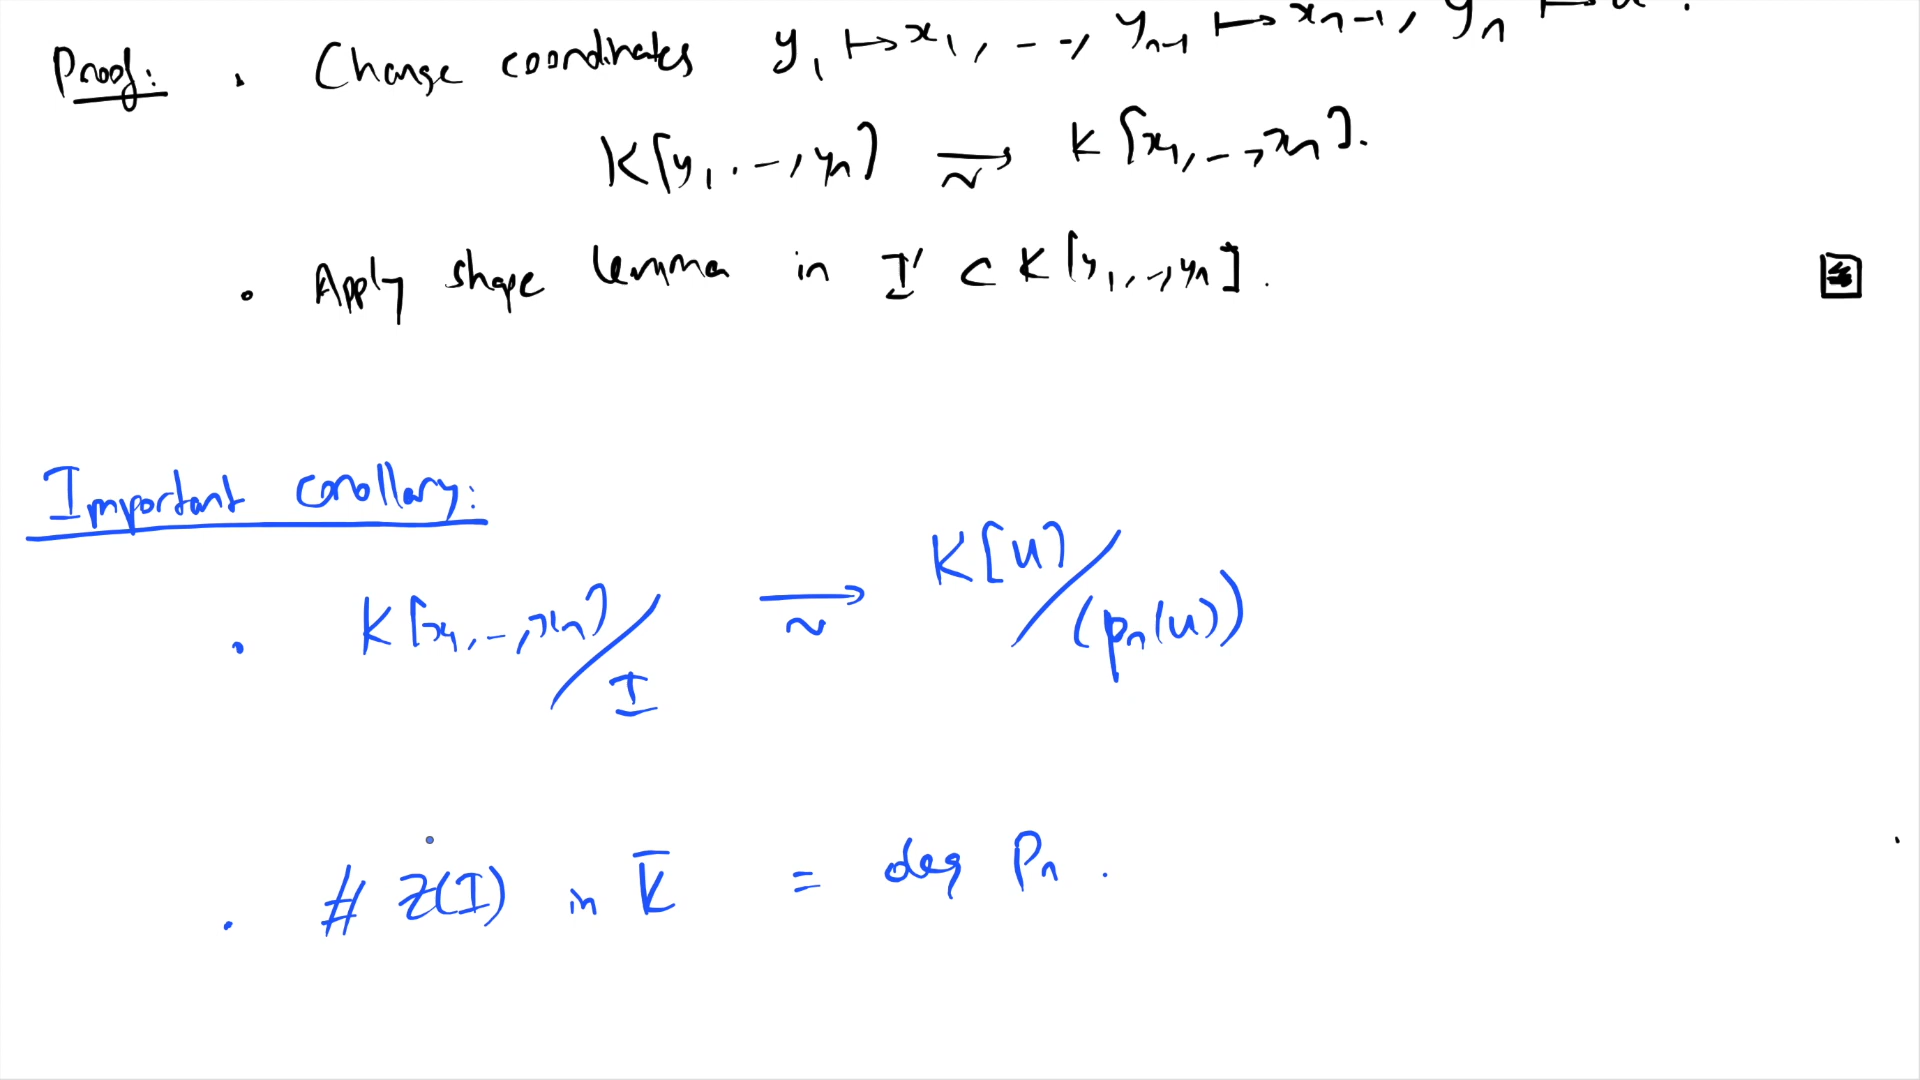 Proof: . Change coordinates y₁ ↦ x₁, - - , yₙ₋₁ ↦ xₙ₋₁, yₙ ↦
K[y₁, . - , yₙ] ⥲ K[x₁, - , xₙ].
. Apply shape lemma in I' ⊂ K[y₁, . - , yₙ].
Important corollary:
. K[x₁, - , xₙ]/I ⥲ K[u]/(pₙ(u))
. # Z(I) in K̅ = deg Pₙ .